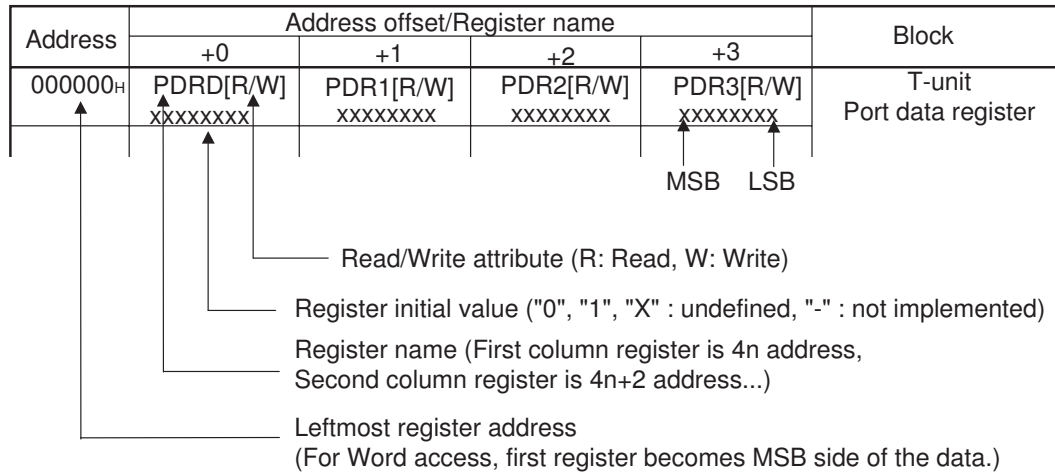 Address Address offset/Register name Block
+0 +1 +2 +3
000000H PDRD[R/W] PDR1[R/W] PDR2[R/W] PDR3[R/W] T-unit
xxxxxxxx xxxxxxxx xxxxxxxx xxxxxxxx Port data register
MSB LSB
Read/Write attribute (R: Read, W: Write)
Register initial value ("0", "1", "X" : undefined, "-" : not implemented)
Register name (First column register is 4n address,
Second column register is 4n+2 address...)
Leftmost register address
(For Word access, first register becomes MSB side of the data.)